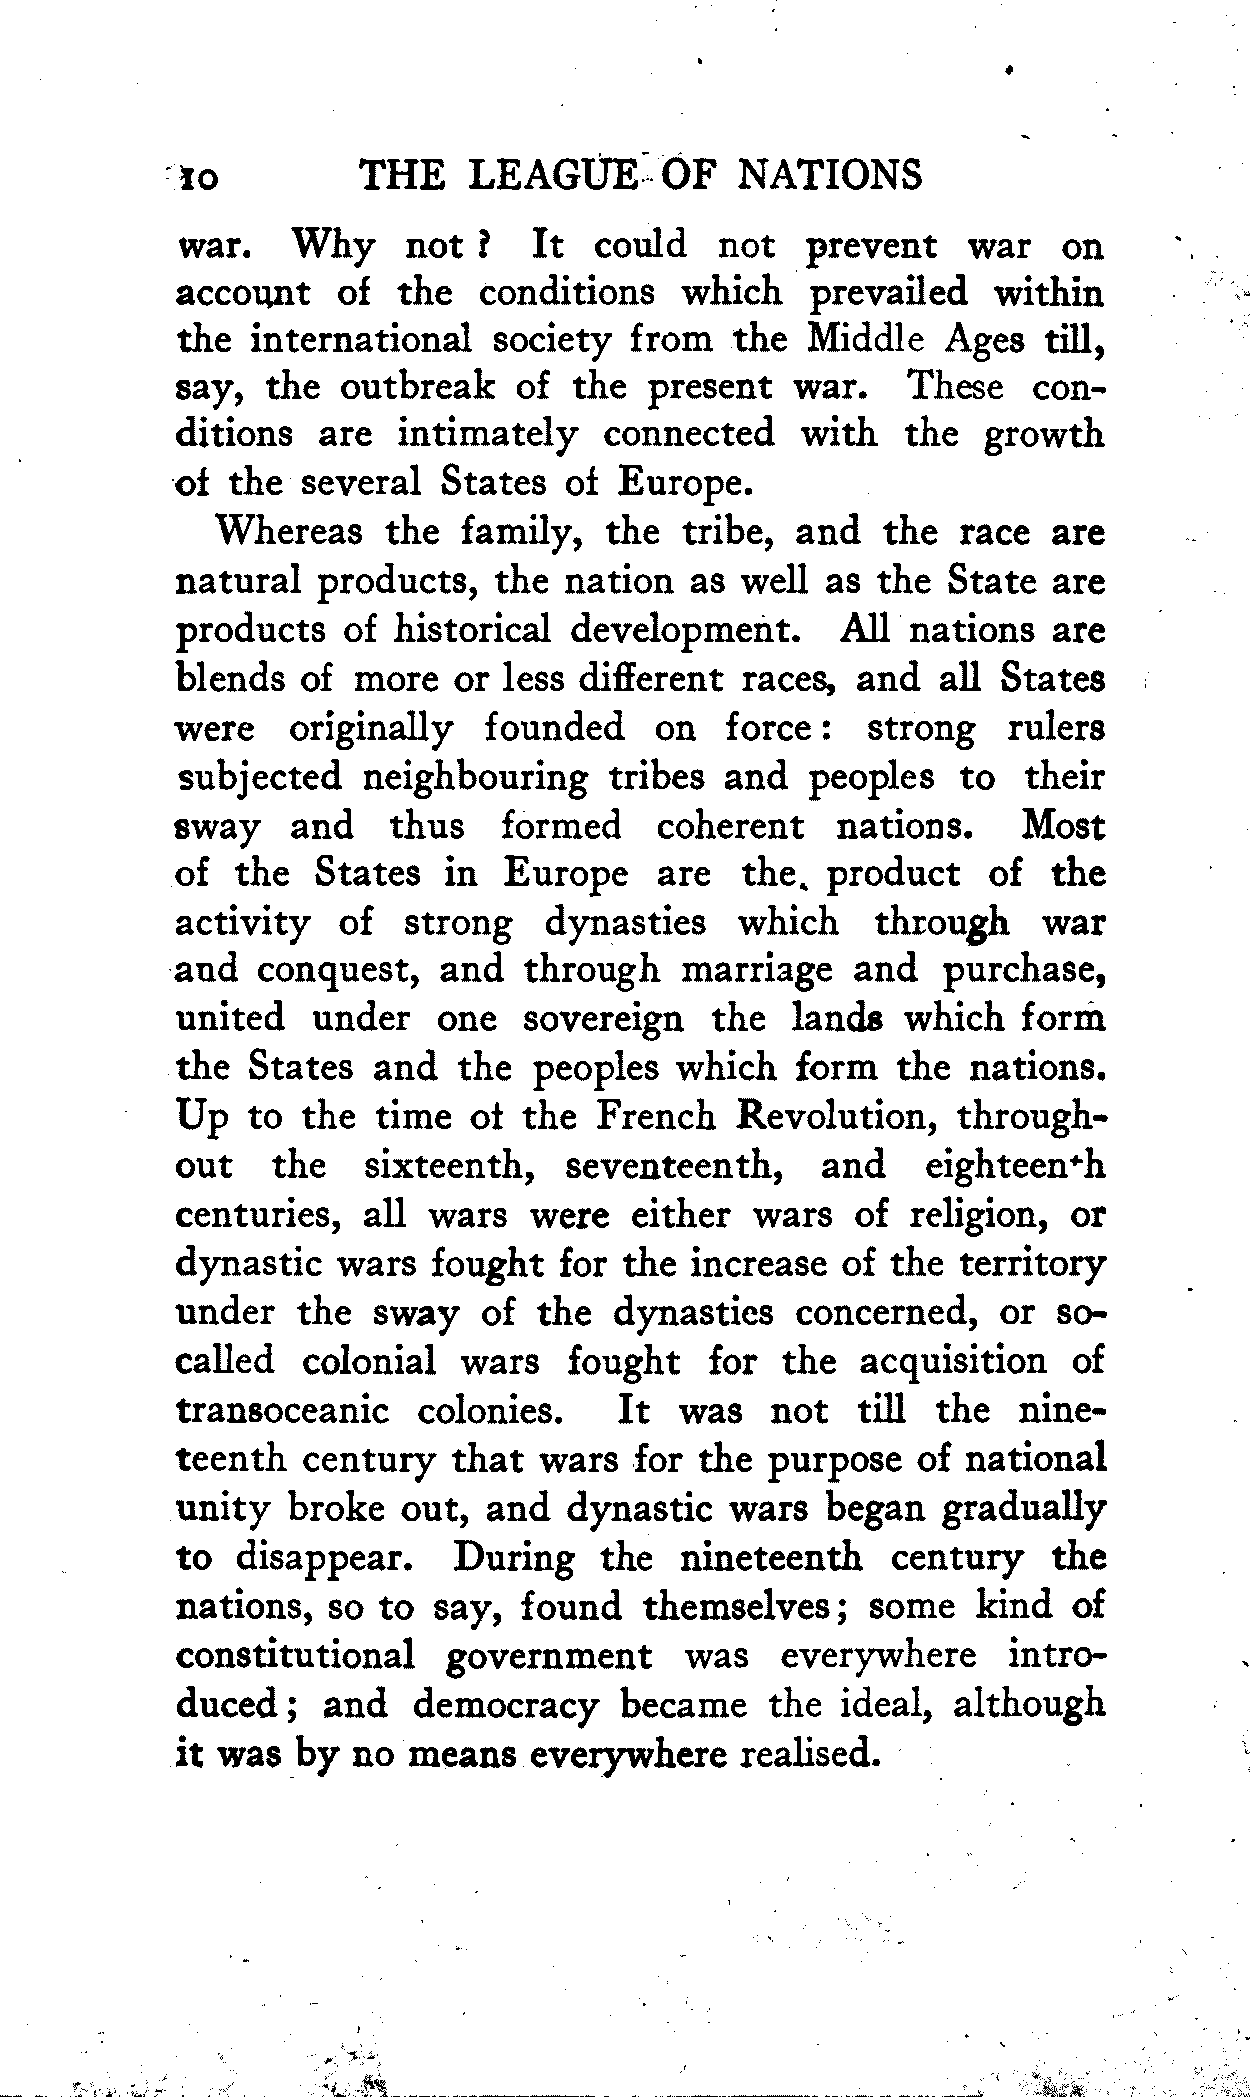 10 THE LEAGUE OF NATIONS
war. Why not ? It could not prevent war on
account of the conditions which prevailed within
the international society from the Middle Ages till,
say, the outbreak of the present war. These con-
ditions are intimately connected with the growth
of the several States of Europe.
Whereas the family, the tribe, and the race are
natural products, the nation as well as the State are
products of historical development. All nations are
blends of more or less different races, and all States
were originally founded on force : strong rulers
subjected neighbouring tribes and peoples to their
sway and thus formed coherent nations. Most
of the States in Europe are the product of the
activity of strong dynasties which through war
and conquest, and through marriage and purchase,
united under one sovereign the lands which form
the States and the peoples which form the nations.
Up to the time of the French Revolution, through-
out the sixteenth, seventeenth, and eighteenth
centuries, all wars were either wars of religion, or
dynastic wars fought for the increase of the territory
under the sway of the dynasties concerned, or so-
called colonial wars fought for the acquisition of
transoceanic colonies. It was not till the nine-
teenth century that wars for the purpose of national
unity broke out, and dynastic wars began gradually
to disappear. During the nineteenth century the
nations, so to say, found themselves ; some kind of
constitutional government was everywhere intro-
duced ; and democracy became the ideal, although
it was by no means everywhere realised.